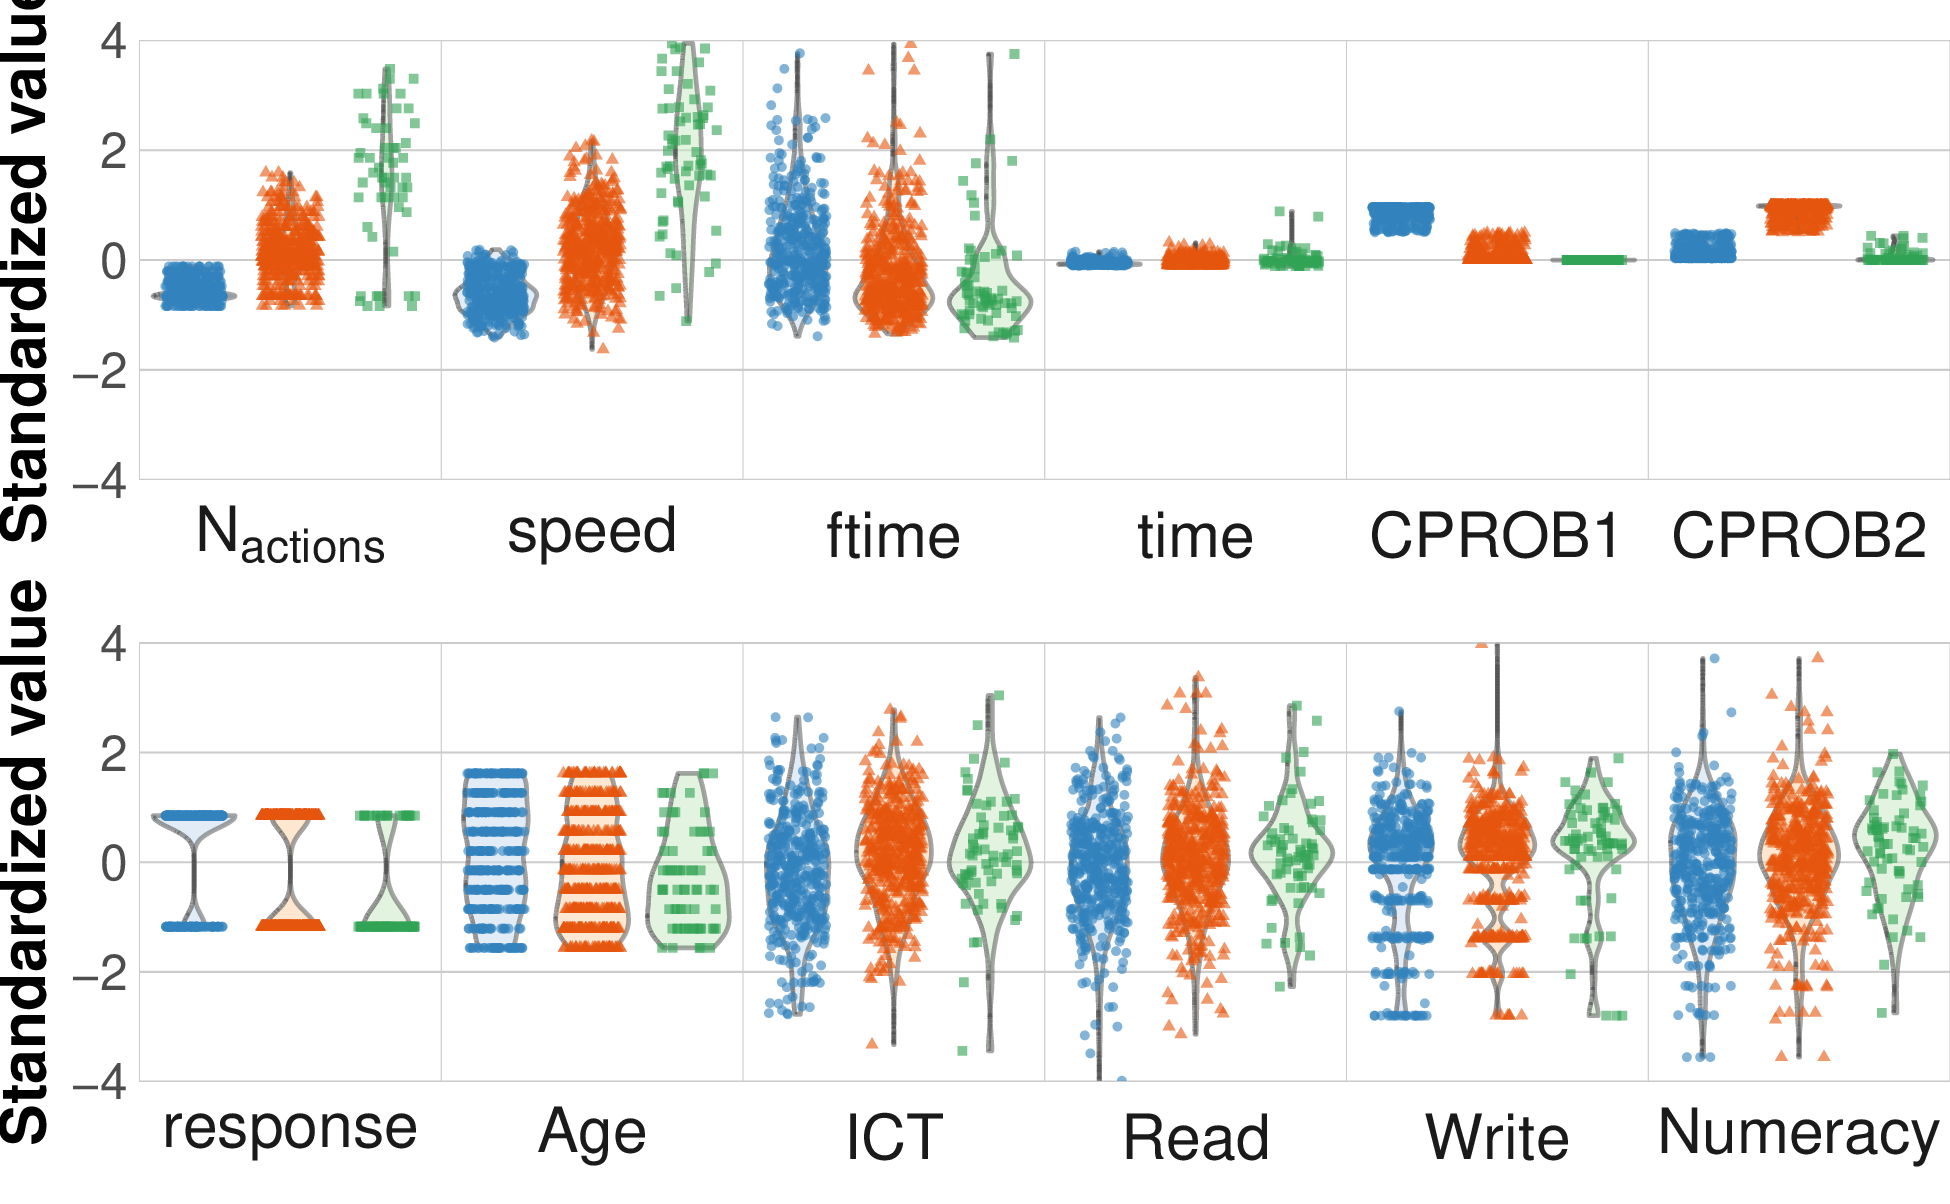 Standardized value
4
2
0
−2
−4
N_actions speed ftime time CPROB1 CPROB2
Standardized value
4
2
0
−2
−4
response Age ICT Read Write Numeracy